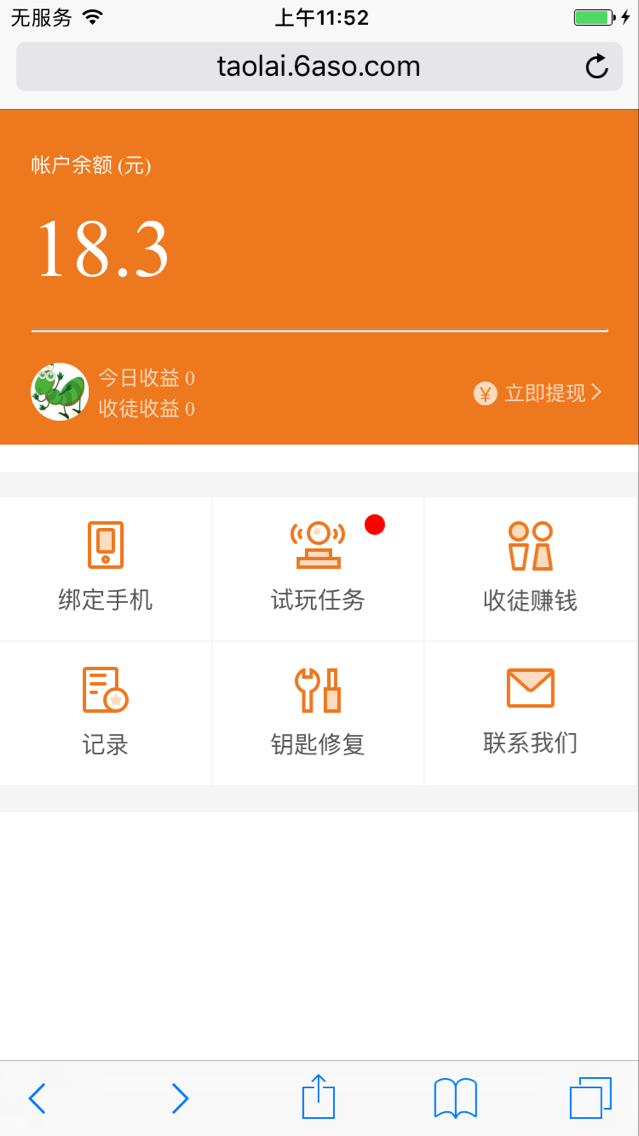 无服务
上午11:52
taolai.6aso.com
帐户余额 (元)
18.3
今日收益 0
收徒收益 0
¥ 立即提现
绑定手机
试玩任务
收徒赚钱
记录
钥匙修复
联系我们